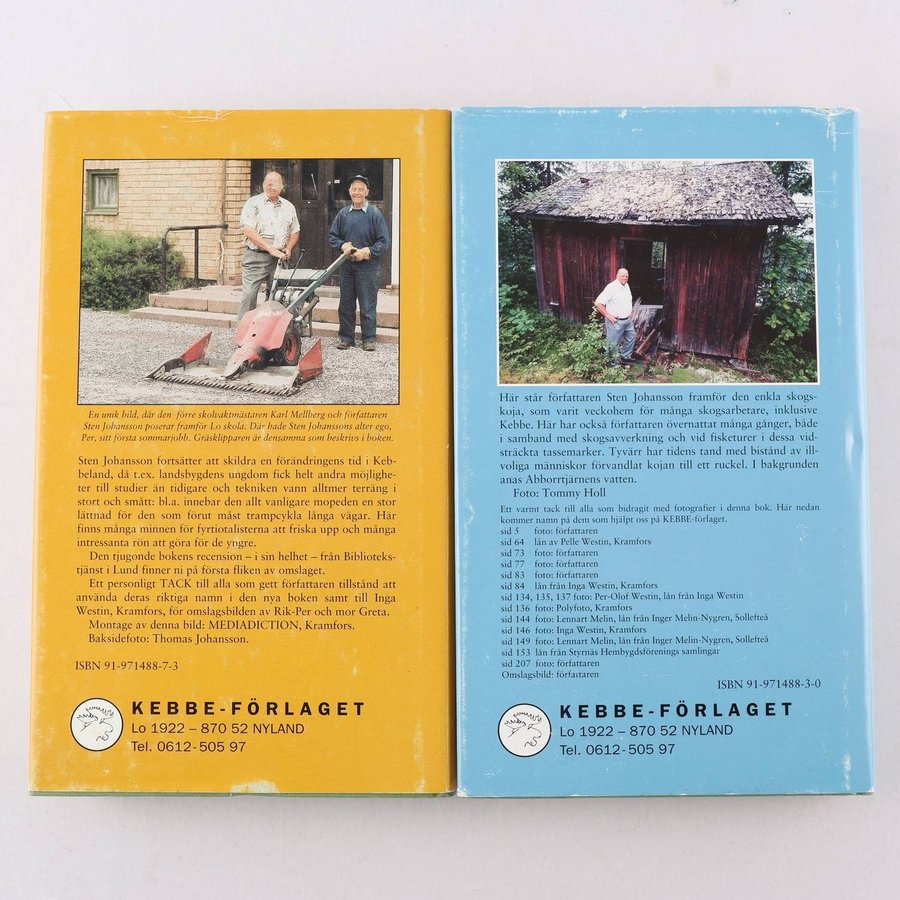 En unik bild, där den förre skolvaktmästaren Karl Mellberg och författaren
Sten Johansson poserar framför Lo skola. Där hade Sten Johanssons alter ego,
Per, sitt första sommarjobb. Gräsklipparen är densamma som beskrivs i boken.
Sten Johansson fortsätter att skildra en förändringens tid i Keb-
beland, då t.ex. landsbygdens ungdom fick helt andra möjlighe-
ter till studier än tidigare och tekniken vann alltmer terräng i
stort och smått: bl.a. innebar den allt vanligare mopeden en stor
lättnad för den som förut måst trampcykla långa vägar. Här
finns många minnen för fyrtiotalisterna att friska upp och många
intressanta rön att göra för de yngre.
Den tjugonde bokens recension – i sin helhet – från Biblioteks-
tjänst i Lund finner ni på första fliken av omslaget.
Ett personligt TACK till alla som gett författaren tillstånd att
använda deras riktiga namn i den nya boken samt till Inga
Westin, Kramfors, för omslagsbilden av Rik-Per och mor Greta.
Montage av denna bild: MEDIADICTION, Kramfors.
Baksidefoto: Thomas Johansson.
ISBN 91-971488-7-3
KEBBE-FÖRLAGET
Lo 1922 – 870 52 NYLAND
Tel. 0612-505 97
Här står författaren Sten Johansson framför den enkla skogs-
koja, som varit veckohem för många skogsarbetare, inklusive
Kebbe. Här har också författaren övernattat många gånger, både
i samband med skogsavverkning och vid fisketurer i dessa vid-
sträckta tassemarker. Tyvärr har tidens tand med bistånd av ill-
voliga människor förvandlat kojan till ett ruckel. I bakgrunden
anas Abborrtjärnens vatten.
Foto: Tommy Holl
Ett varmt tack till alla som bidragit med fotografier i denna bok. Här nedan
kommer namn på dem som hjälpt oss på KEBBE-förlaget.
sid 5 foto: författaren
sid 64 lån av Pelle Westin, Kramfors
sid 73 foto: författaren
sid 77 foto: författaren
sid 83 foto: författaren
sid 84 lån från Inga Westin, Kramfors
sid 134, 135, 137 foto: Per-Olof Westin, lån från Inga Westin
sid 136 foto: Polyfoto, Kramfors
sid 144 foto: Lennart Melin, lån från Inger Melin-Nygren, Sollefteå
sid 146 foto: Inga Westin, Kramfors
sid 149 foto: Lennart Melin, lån från Inger Melin-Nygren, Sollefteå
sid 153 lån från Styrnäs Hembygdsförenings samlingar
sid 207 foto: författaren
Omslagsbild: författaren
ISBN 91-971488-3-0
KEBBE-FÖRLAGET
Lo 1922 – 870 52 NYLAND
Tel. 0612-505 97